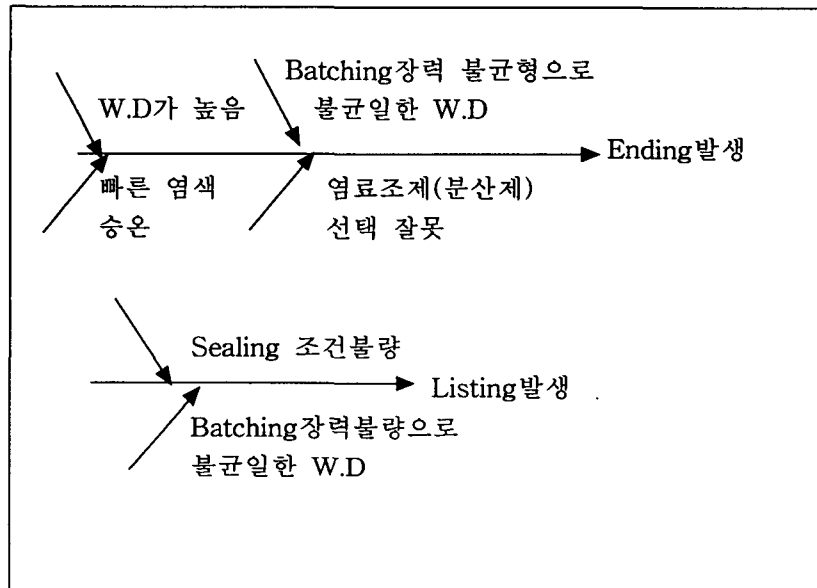 W.D가 높음
Batching장력 불균형으로
불균일한 W.D
Ending발생
빠른 염색
승온
염료조제(분산제)
선택 잘못
Sealing 조건불량
Listing발생
Batching장력불량으로
불균일한 W.D